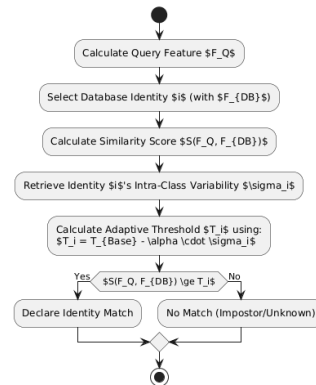 Calculate Query Feature $F_Q$
Select Database Identity $i$ (with $F_{DB}$)
Calculate Similarity Score $S(F_Q, F_{DB})$
Retrieve Identity $i$'s Intra-Class Variability $\sigma_i$
Calculate Adaptive Threshold $T_i$ using:
$T_i = T_{Base} - \alpha \cdot \sigma_i$
Yes
$S(F_Q, F_{DB}) \ge T_i$
No
Declare Identity Match
No Match (Impostor/Unknown)